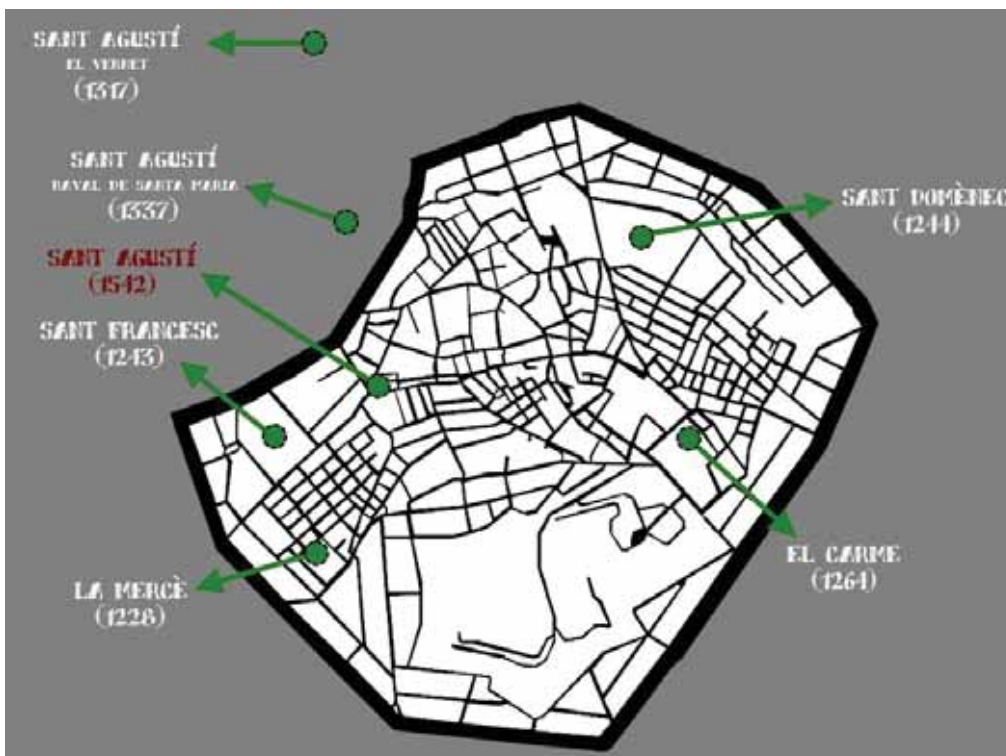 SANT AGUSTÍ
EL VERNET
(1317)
SANT AGUSTÍ
RAVAL DE SANTA MARIA
(1337)
SANT AGUSTÍ
(1542)
SANT FRANCESC
(1243)
LA MERCÈ
(1228)
SANT DOMÈNEC
(1244)
EL CARME
(1264)